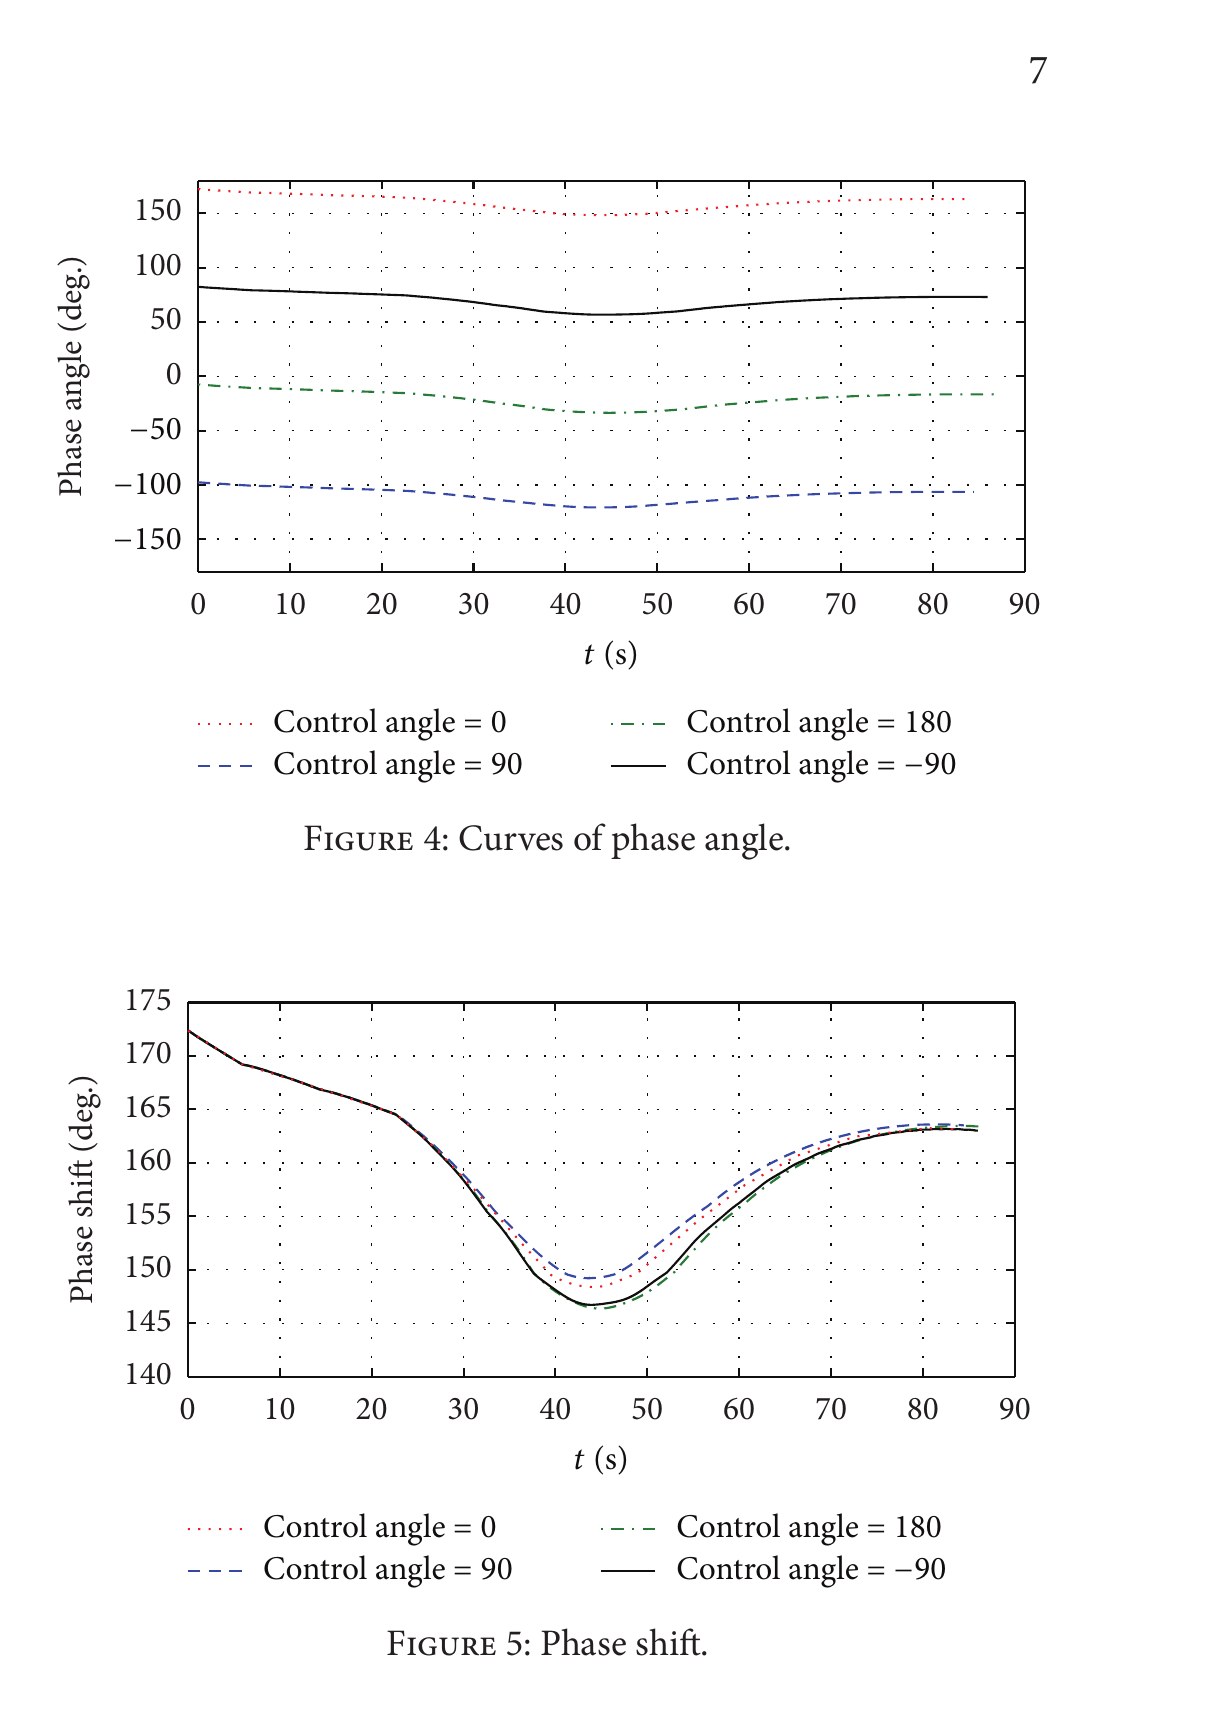 7
Phase angle (deg.)
150
100
50
0
−50
−100
−150
0 10 20 30 40 50 60 70 80 90
t (s)
Control angle = 0
Control angle = 90
Control angle = 180
Control angle = −90
Figure 4: Curves of phase angle.
Phase shift (deg.)
175
170
165
160
155
150
145
140
0 10 20 30 40 50 60 70 80 90
t (s)
Control angle = 0
Control angle = 90
Control angle = 180
Control angle = −90
Figure 5: Phase shift.